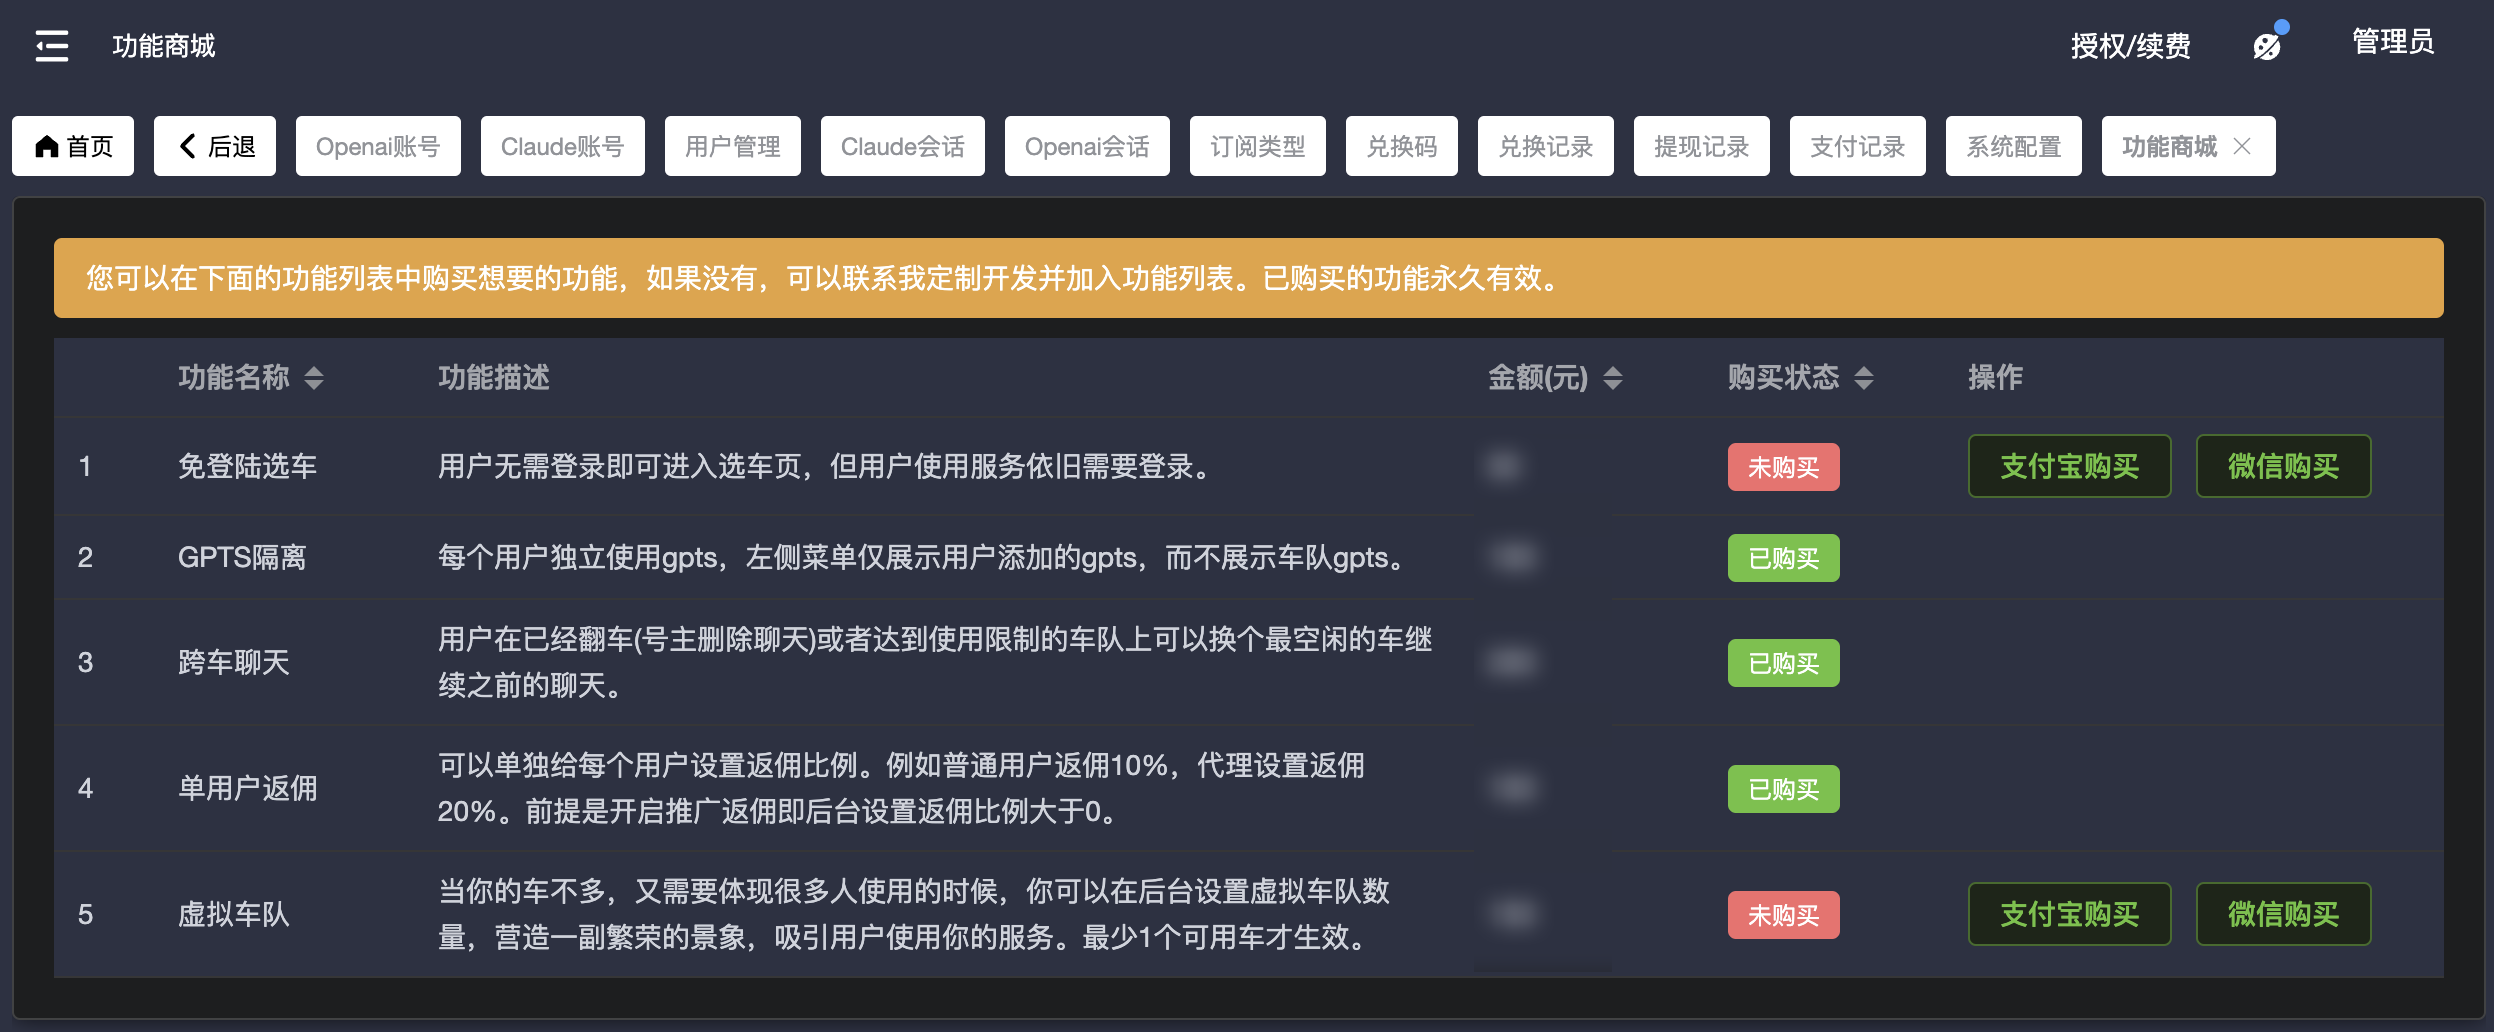 功能商城
授权/续费
管理员
首页
后退
Openai账号
Claude账号
用户管理
Claude会话
Openai会话
订阅类型
兑换码
兑换记录
提现记录
支付记录
系统配置
功能商城
您可以在下面的功能列表中购买想要的功能，如果没有，可以联系我定制开发并加入功能列表。已购买的功能永久有效。
功能名称 功能描述 金额(元) 购买状态 操作
1 免登陆选车 用户无需登录即可进入选车页，但用户使用服务依旧需要登录。 未购买 支付宝购买 微信购买
2 GPTS隔离 每个用户独立使用gpts，左侧菜单仅展示用户添加的gpts，而不展示车队gpts。 已购买
3 跨车聊天 用户在已经翻车(号主删除聊天)或者达到使用限制的车队上可以换个最空闲的车继
续之前的聊天。 已购买
4 单用户返佣 可以单独给每个用户设置返佣比例。例如普通用户返佣10%，代理设置返佣
20%。前提是开启推广返佣即后台设置返佣比例大于0。 已购买
5 虚拟车队 当你的车不多，又需要体现很多人使用的时候，你可以在后台设置虚拟车队数
量，营造一副繁荣的景象，吸引用户使用你的服务。最少1个可用车才生效。 未购买 支付宝购买 微信购买